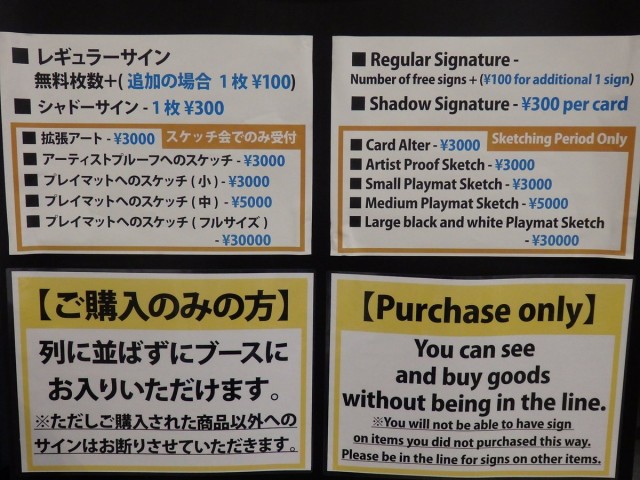 ■ レギュラーサイン
無料枚数+( 追加の場合 1枚 ¥100)
■ シャドーサイン - 1枚 ¥300
■ 拡張アート - ¥3000 スケッチ会でのみ受付
■ アーティストプルーフへのスケッチ - ¥3000
■ プレイマットへのスケッチ ( 小 ) - ¥3000
■ プレイマットへのスケッチ ( 中 ) - ¥5000
■ プレイマットへのスケッチ ( フルサイズ )
- ¥30000
■ Regular Signature -
Number of free signs + (¥100 for additional 1 sign)
■ Shadow Signature - ¥300 per card
■ Card Alter - ¥3000 Sketching Period Only
■ Artist Proof Sketch - ¥3000
■ Small Playmat Sketch - ¥3000
■ Medium Playmat Sketch - ¥5000
■ Large black and white Playmat Sketch
- ¥30000
【ご購入のみの方】
列に並ばずにブースに
お入りいただけます。
※ただしご購入された商品以外への
サインはお断りさせていただきます。
【Purchase only】
You can see
and buy goods
without being in the line.
※You will not be able to have sign
on items you did not purchased this way.
Please be in the line for signs on other items.